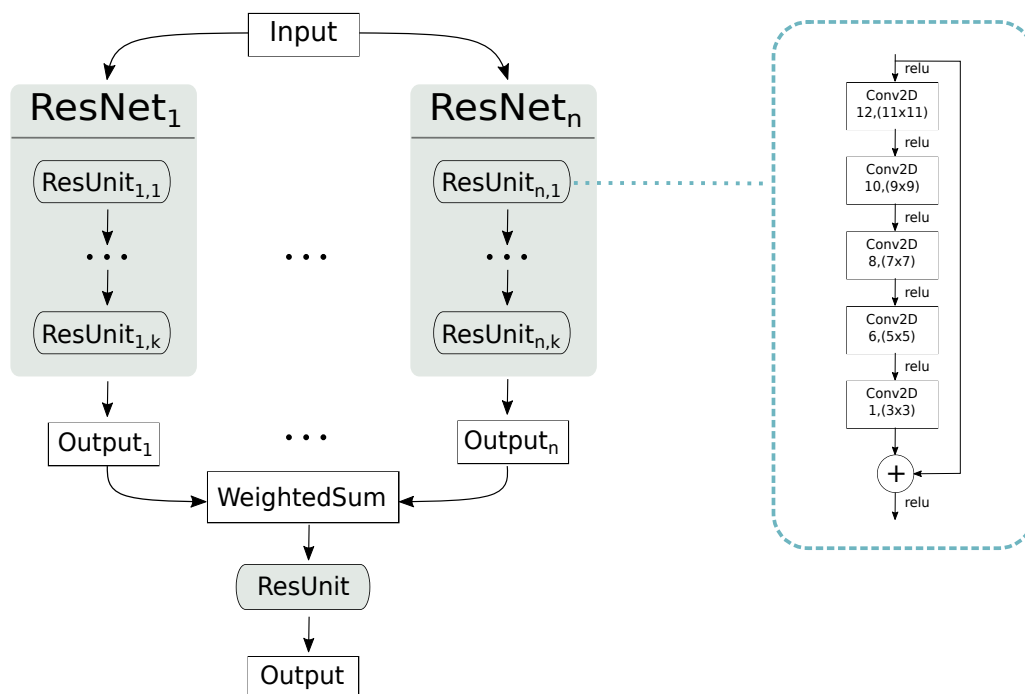 Input
ResNet₁
ResUnit₁,₁
...
ResUnit₁,k
Output₁
...
...
ResNetₙ
ResUnitₙ,₁
...
ResUnitₙ,k
Outputₙ
WeightedSum
ResUnit
Output
relu
Conv2D
12,(11x11)
relu
Conv2D
10,(9x9)
relu
Conv2D
8,(7x7)
relu
Conv2D
6,(5x5)
relu
Conv2D
1,(3x3)
+
relu